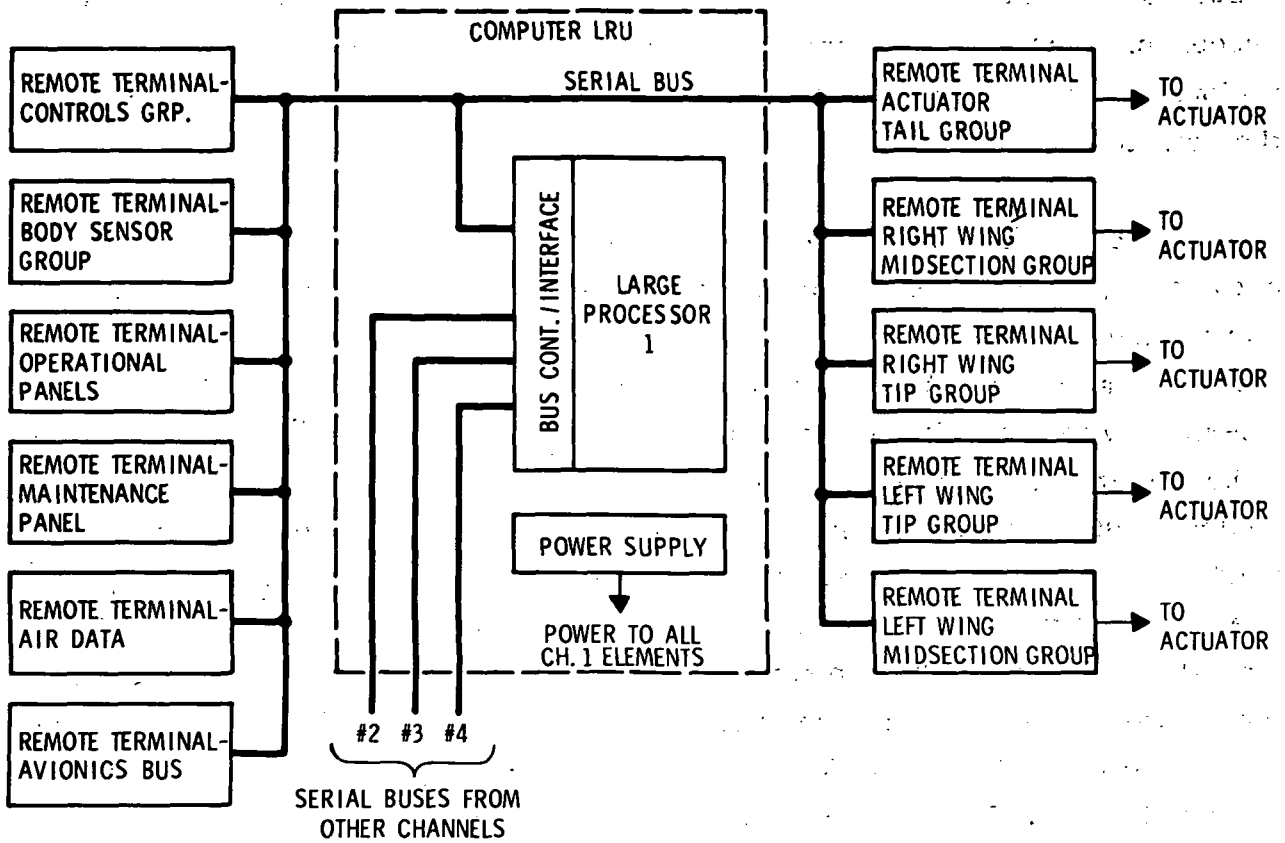 COMPUTER LRU
SERIAL BUS
REMOTE TERMINAL-
CONTROLS GRP.
REMOTE TERMINAL-
BODY SENSOR
GROUP
REMOTE TERMINAL-
OPERATIONAL
PANELS
REMOTE TERMINAL-
MAINTENANCE
PANEL
REMOTE TERMINAL-
AIR DATA
REMOTE TERMINAL-
AVIONICS BUS
BUS CONT./INTERFACE
LARGE
PROCESSOR
1
POWER SUPPLY
POWER TO ALL
CH. 1 ELEMENTS
#2 #3 #4
SERIAL BUSES FROM
OTHER CHANNELS
REMOTE TERMINAL
ACTUATOR
TAIL GROUP
TO
ACTUATOR
REMOTE TERMINAL
RIGHT WING
MIDSECTION GROUP
TO
ACTUATOR
REMOTE TERMINAL
RIGHT WING
TIP GROUP
TO
ACTUATOR
REMOTE TERMINAL
LEFT WING
TIP GROUP
TO
ACTUATOR
REMOTE TERMINAL
LEFT WING
MIDSECTION GROUP
TO
ACTUATOR